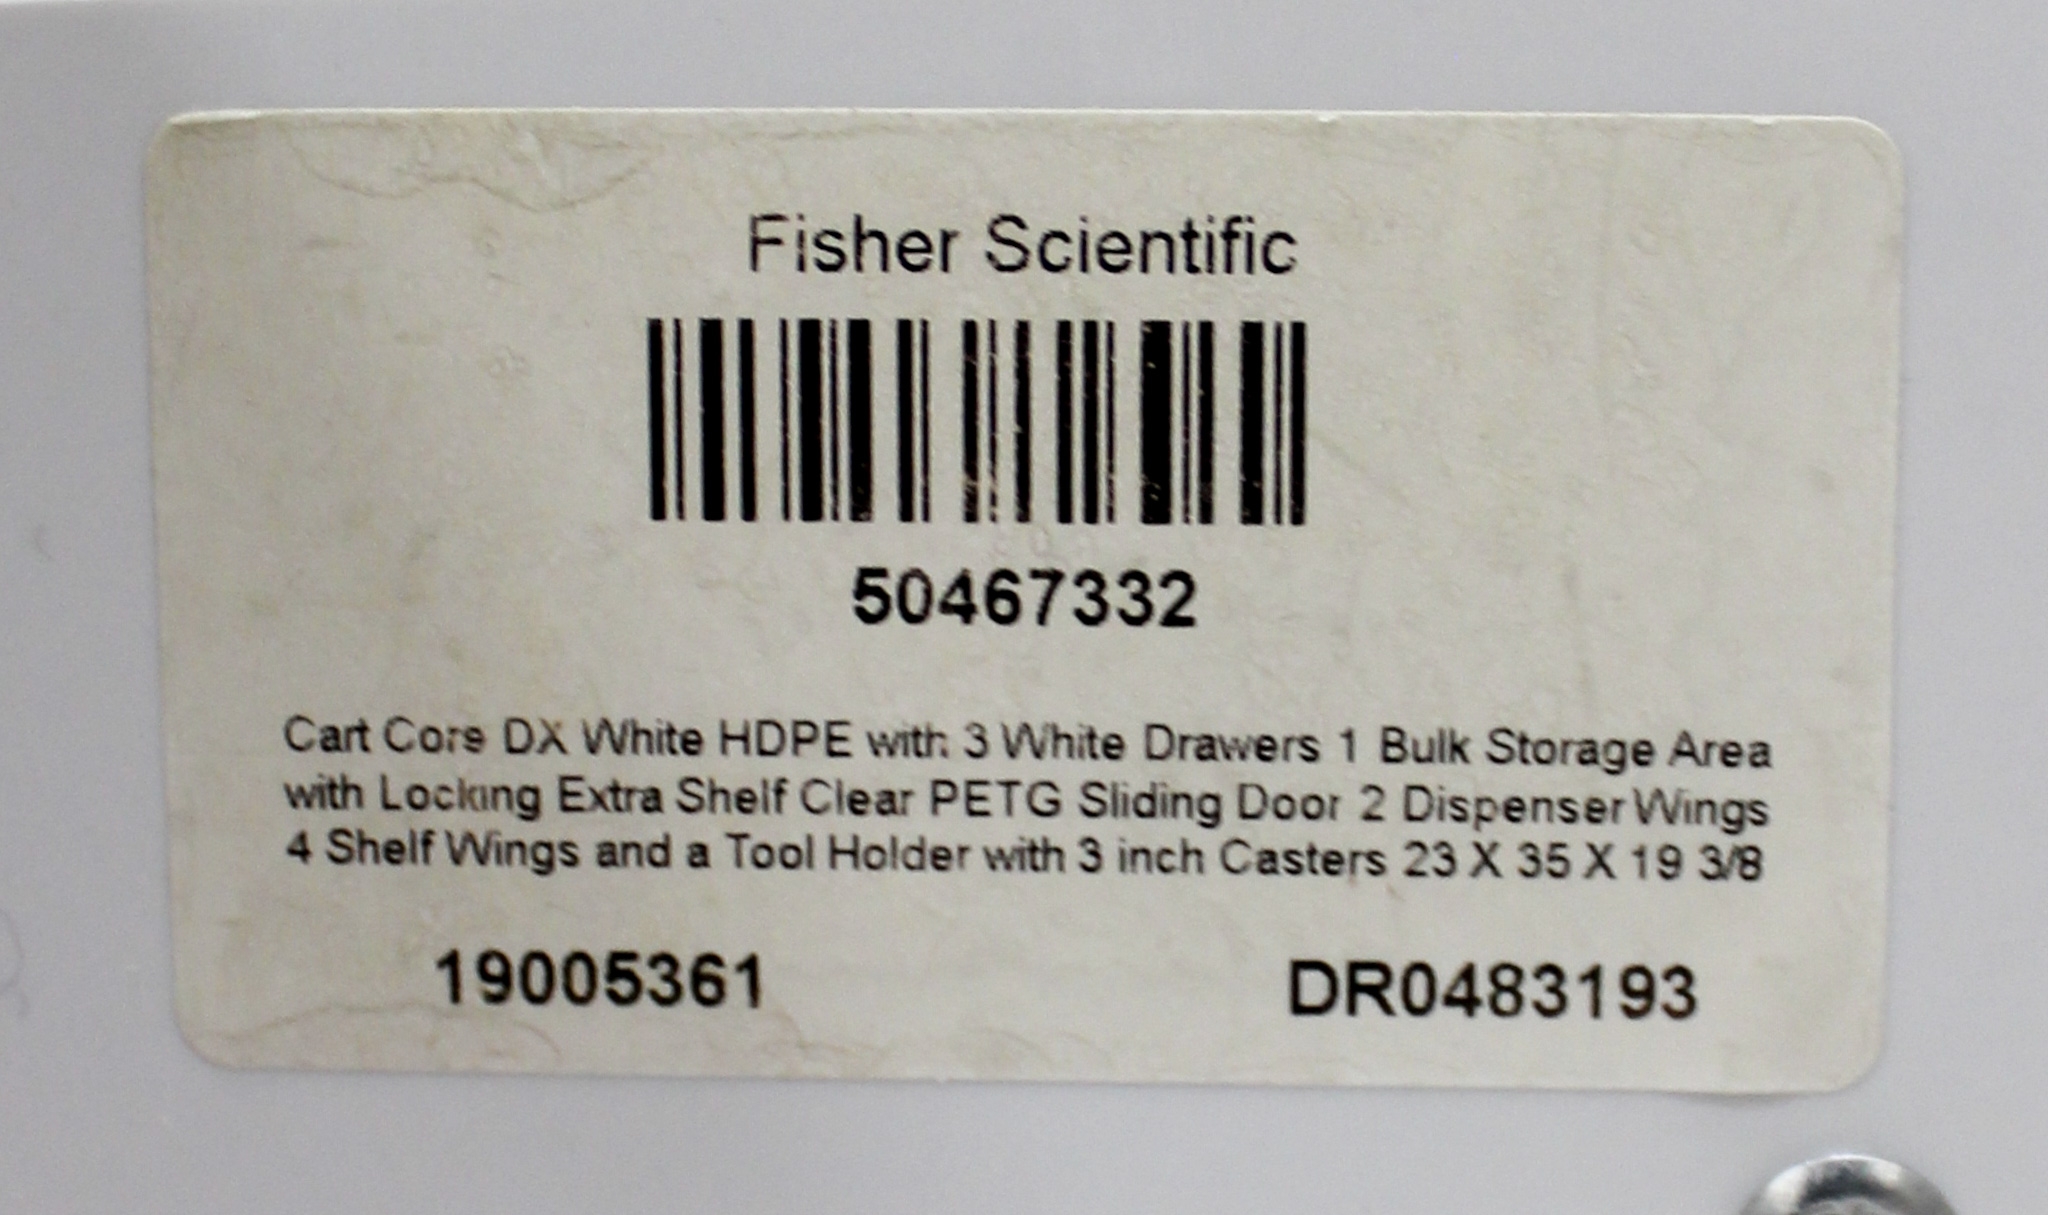 Fisher Scientific
50467332
Cart Core DX White HDPE with 3 White Drawers 1 Bulk Storage Area
with Locking Extra Shelf Clear PETG Sliding Door 2 Dispenser Wings
4 Shelf Wings and a Tool Holder with 3 inch Casters 23 X 35 X 19 3/8
19005361 DR0483193